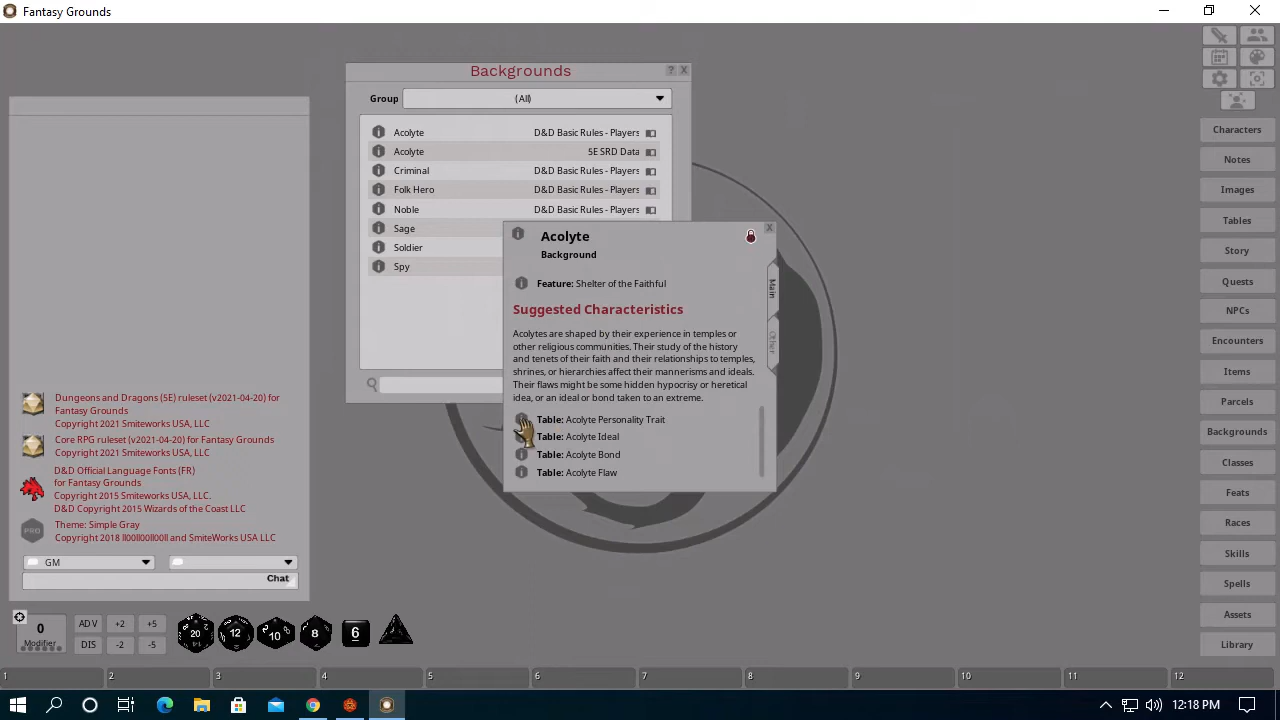 Fantasy Grounds
Backgrounds
? X
Group (All)
Acolyte D&D Basic Rules - Players
Acolyte 5E SRD Data
Criminal D&D Basic Rules - Players
Folk Hero D&D Basic Rules - Players
Noble D&D Basic Rules - Players
Sage
Soldier
Spy
X
Acolyte
Background
Feature: Shelter of the Faithful
Suggested Characteristics
Acolytes are shaped by their experience in temples or
other religious communities. Their study of the history
and tenets of their faith and their relationships to temples,
shrines, or hierarchies affect their mannerisms and ideals.
Their flaws might be some hidden hypocrisy or heretical
idea, or an ideal or bond taken to an extreme.
Table: Acolyte Personality Trait
Table: Acolyte Ideal
Table: Acolyte Bond
Table: Acolyte Flaw
Main
Other
Characters
Notes
Images
Tables
Story
Quests
NPCs
Encounters
Items
Parcels
Backgrounds
Classes
Feats
Races
Skills
Spells
Assets
Library
Dungeons and Dragons (5E) ruleset (v2021-04-20) for
Fantasy Grounds
Copyright 2021 Smiteworks USA, LLC
Core RPG ruleset (v2021-04-20) for Fantasy Grounds
Copyright 2021 Smiteworks USA, LLC
D&D Official Language Fonts (FR)
for Fantasy Grounds
Copyright 2015 Smiteworks USA, LLC.
D&D Copyright 2015 Wizards of the Coast LLC
PRO
Theme: Simple Gray
Copyright 2018 ll00ll00ll00ll and SmiteWorks USA LLC
GM
Chat
0
Modifier
ADV +2 +5
DIS -2 -5
20 12 10 8 6
1 2 3 4 5 6 7 8 9 10 11 12
12:18 PM